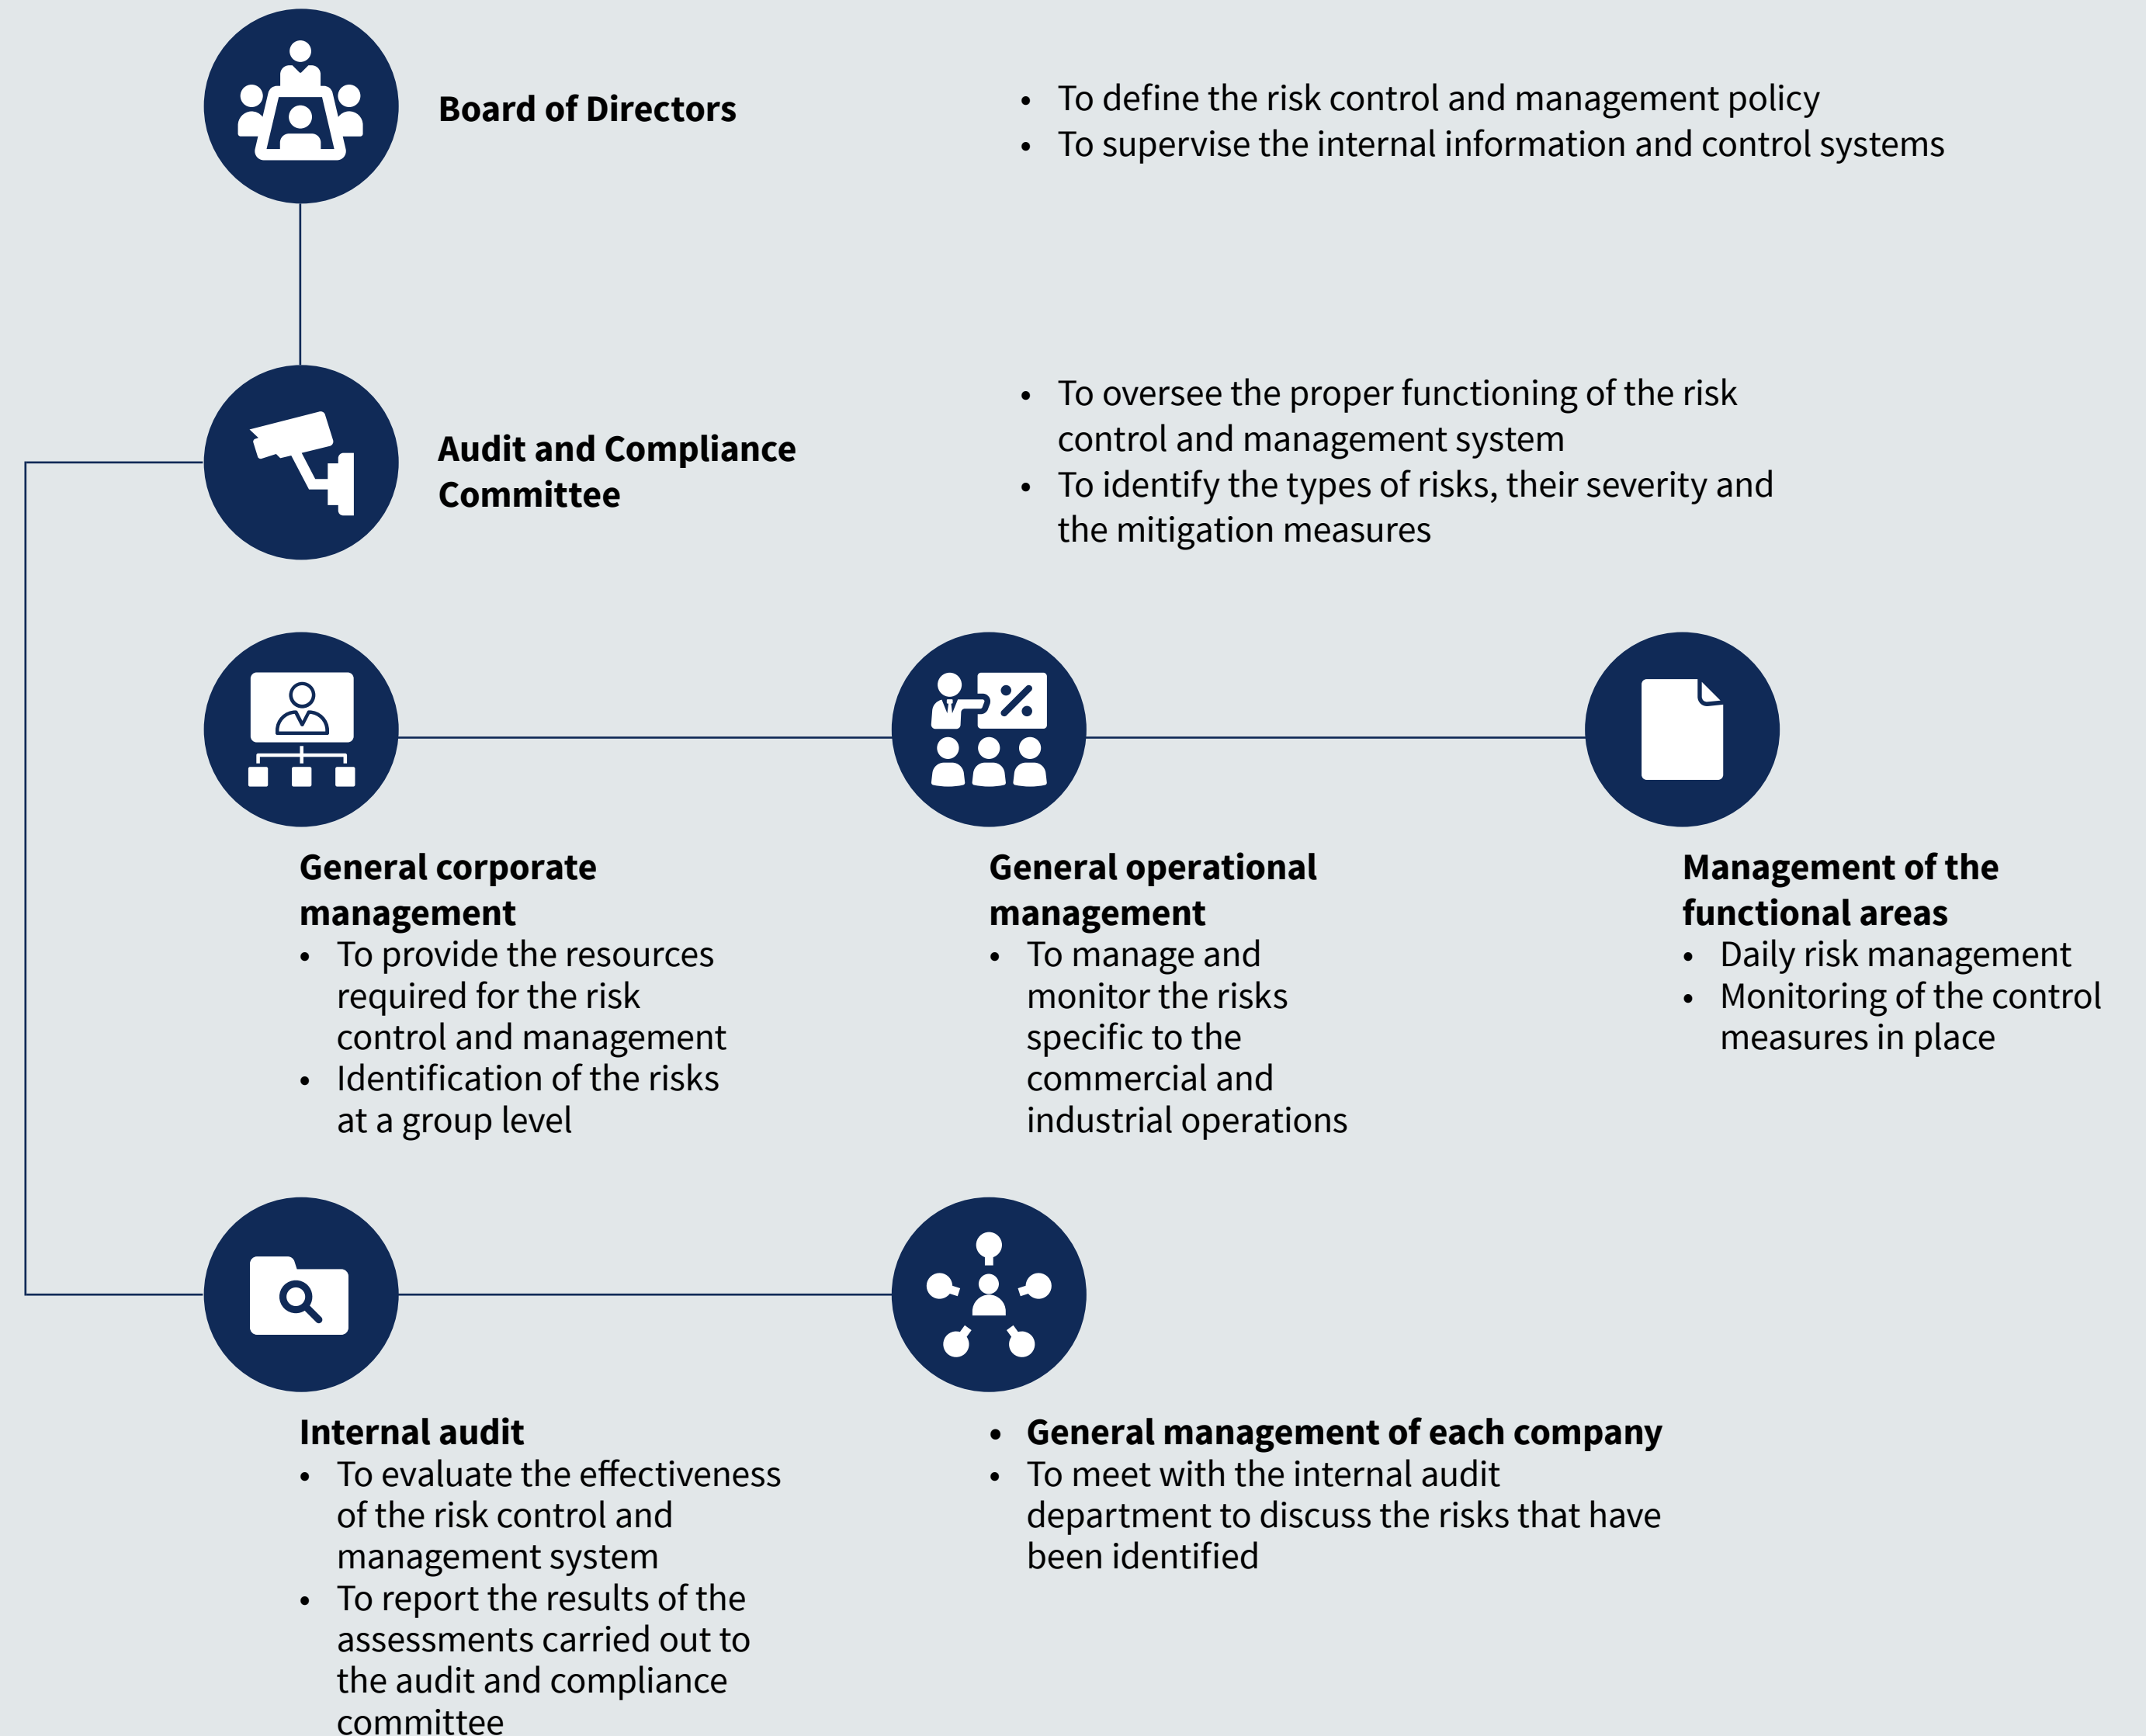 Board of Directors
• To define the risk control and management policy
• To supervise the internal information and control systems
Audit and Compliance
Committee
• To oversee the proper functioning of the risk
control and management system
• To identify the types of risks, their severity and
the mitigation measures
General corporate
management
• To provide the resources
required for the risk
control and management
• Identification of the risks
at a group level
General operational
management
• To manage and
monitor the risks
specific to the
commercial and
industrial operations
Management of the
functional areas
• Daily risk management
• Monitoring of the control
measures in place
Internal audit
• To evaluate the effectiveness
of the risk control and
management system
• To report the results of the
assessments carried out to
the audit and compliance
committee
• General management of each company
• To meet with the internal audit
department to discuss the risks that have
been identified